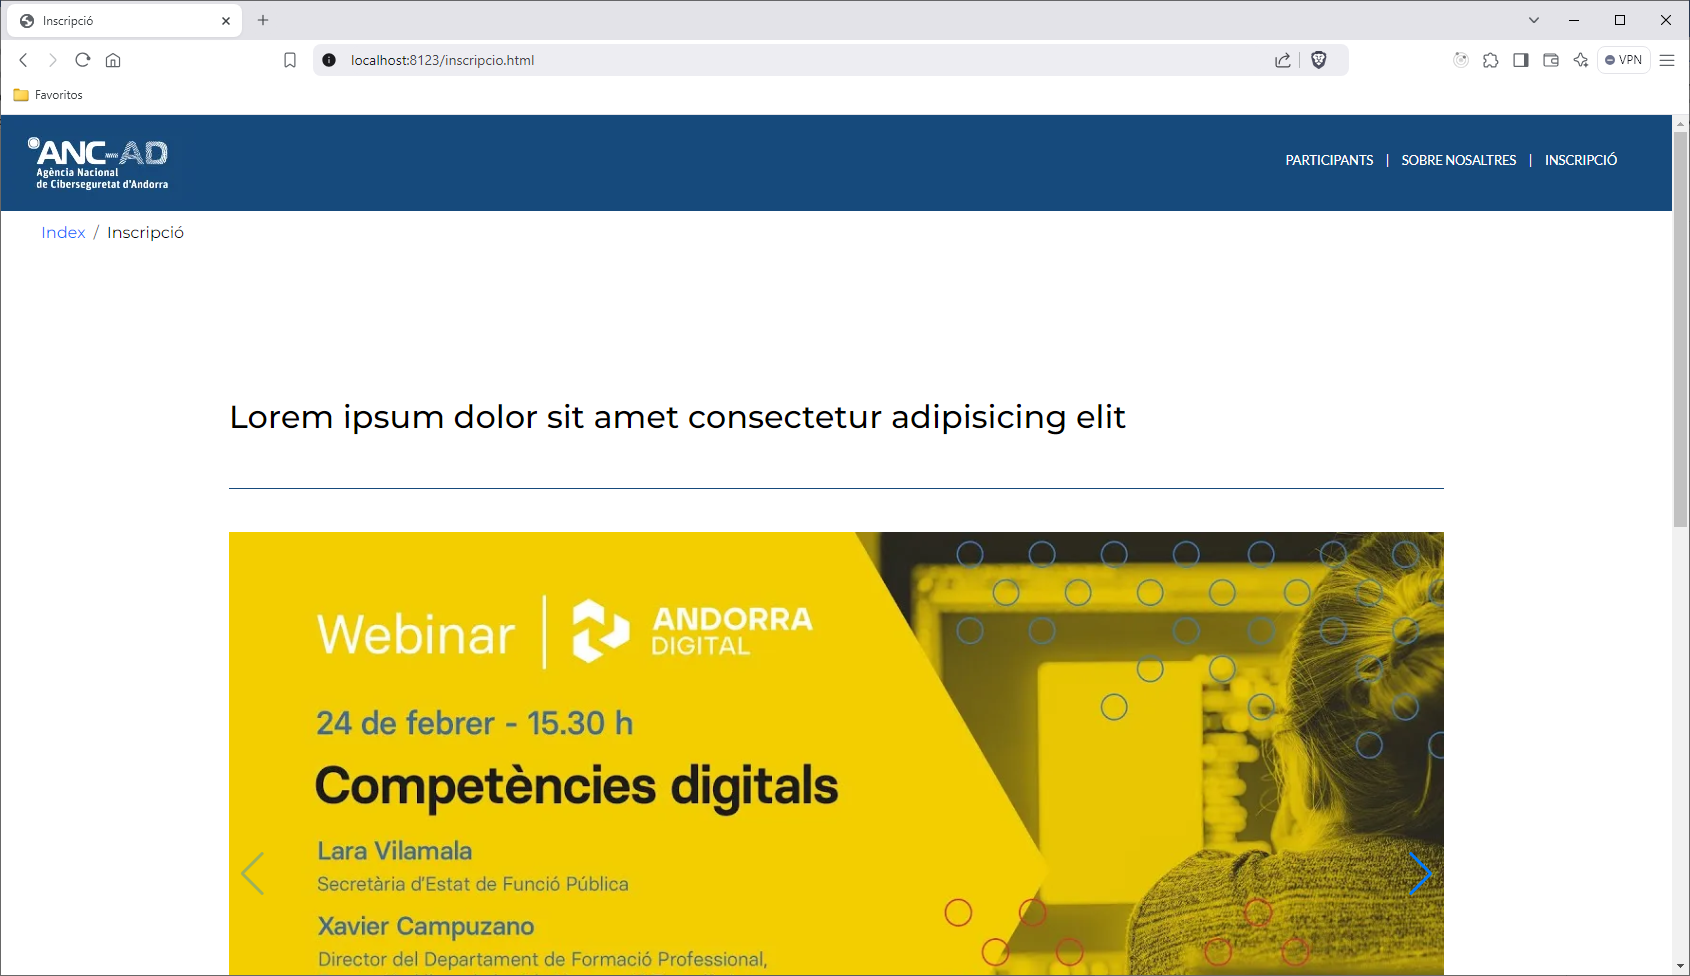 Inscripció
localhost:8123/inscripcio.html
VPN
Favoritos
ANC-AD
Agència Nacional
de Ciberseguretat d'Andorra
PARTICIPANTS | SOBRE NOSALTRES | INSCRIPCIÓ
Index / Inscripció
Lorem ipsum dolor sit amet consectetur adipisicing elit
Webinar | ANDORRA
DIGITAL
24 de febrer - 15.30 h
Competències digitals
Lara Vilamala
Secretària d'Estat de Funció Pública
Xavier Campuzano
Director del Departament de Formació Professional,